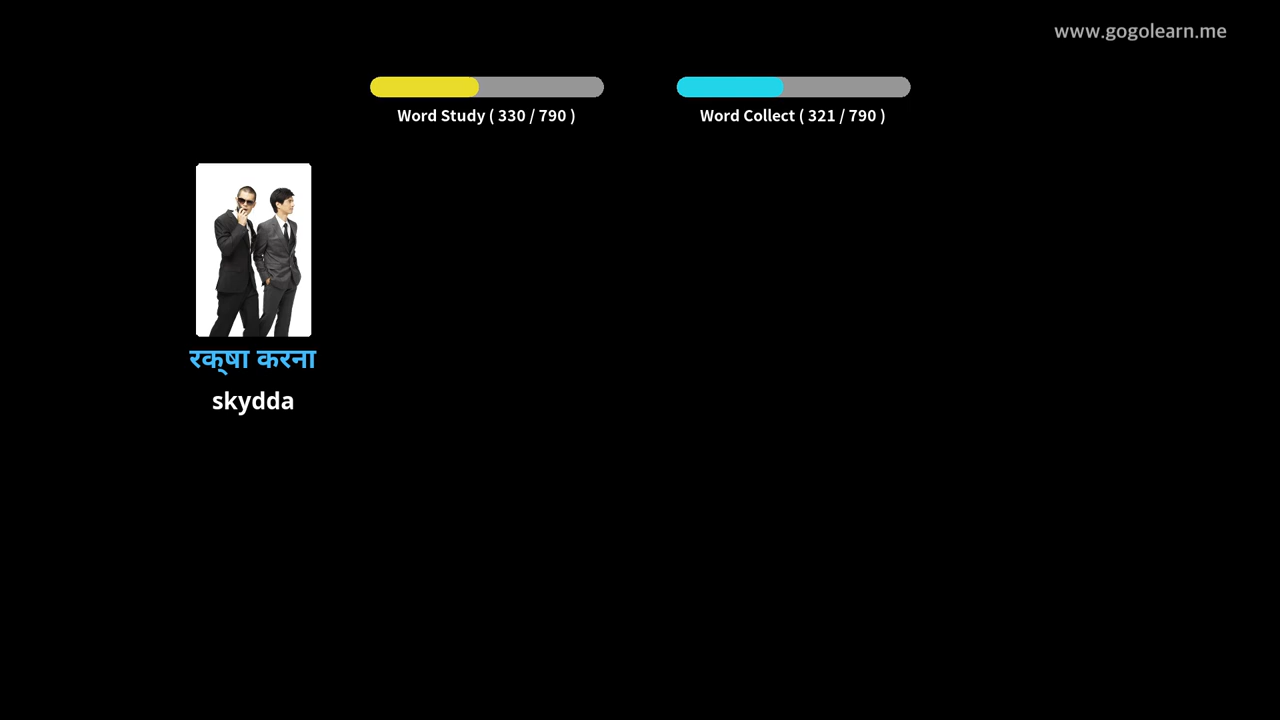 www.gogolearn.me
Word Study ( 330 / 790 )
Word Collect ( 321 / 790 )
रक्षा करना
skydda